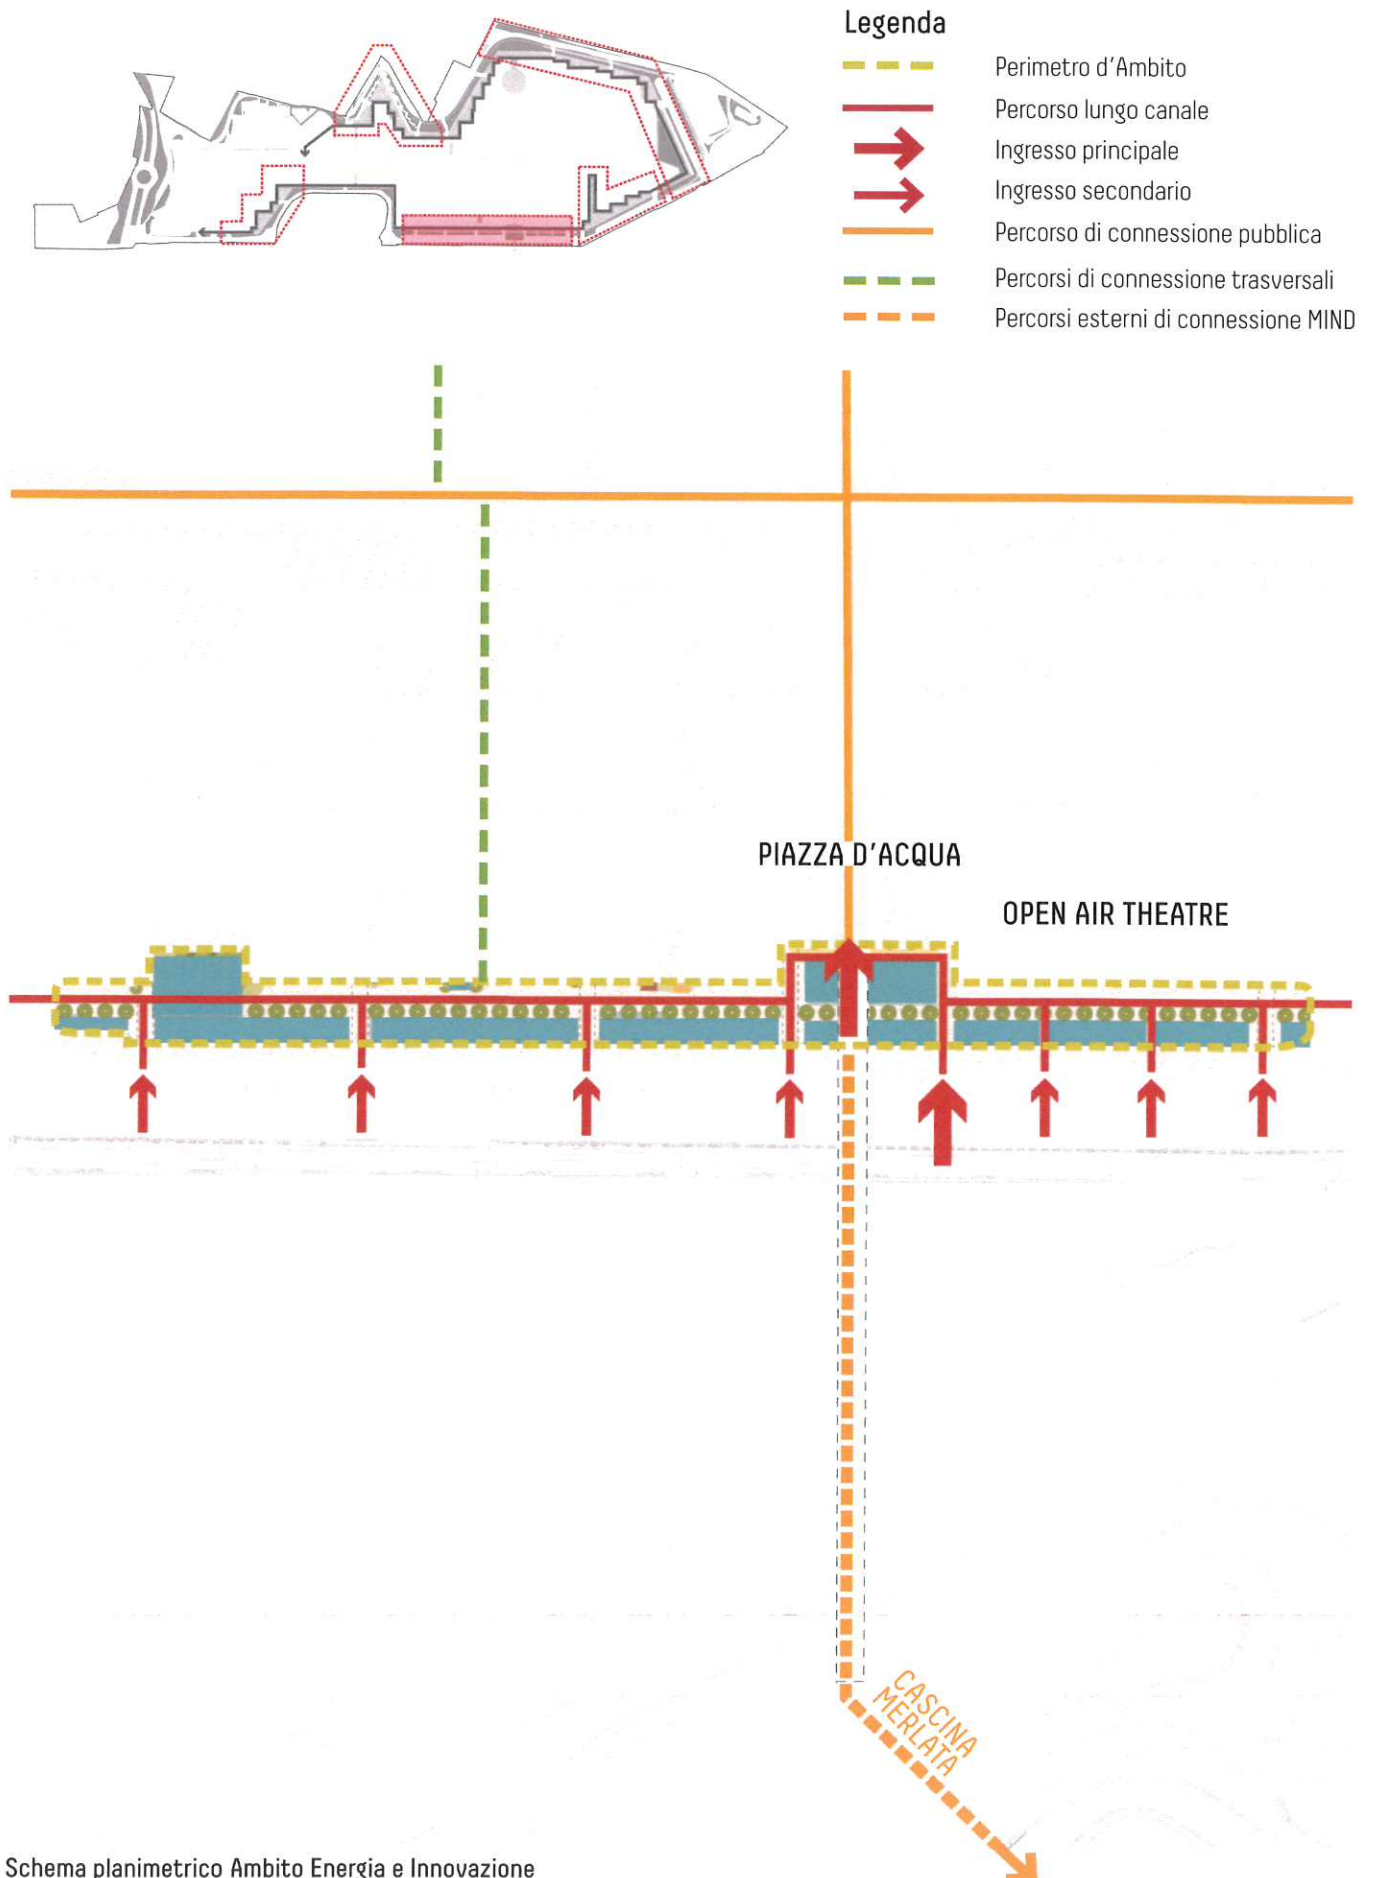 Legenda
Perimetro d'Ambito
Percorso lungo canale
Ingresso principale
Ingresso secondario
Percorso di connessione pubblica
Percorsi di connessione trasversali
Percorsi esterni di connessione MIND
PIAZZA D'ACQUA
OPEN AIR THEATRE
CASCINA
MERLATA
Schema planimetrico Ambito Energia e Innovazione